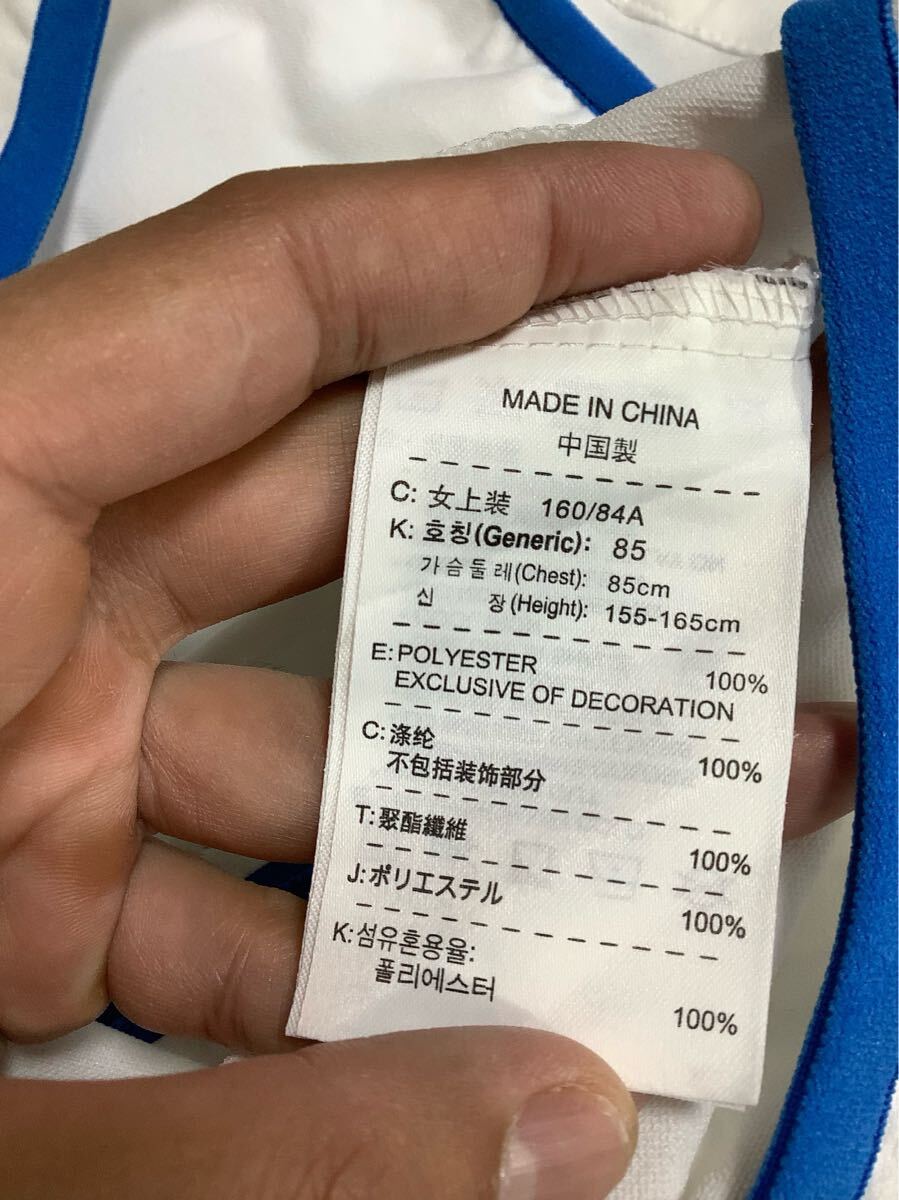 MADE IN CHINA
中国製
C: 女上装 160/84A
K: 호칭(Generic): 85
가슴둘레(Chest): 85cm
신 장(Height): 155-165cm
E: POLYESTER 100%
EXCLUSIVE OF DECORATION
C: 涤纶 100%
不包括装饰部分
T: 聚酯纖維 100%
J: ポリエステル 100%
K: 섬유혼용율:
폴리에스터 100%